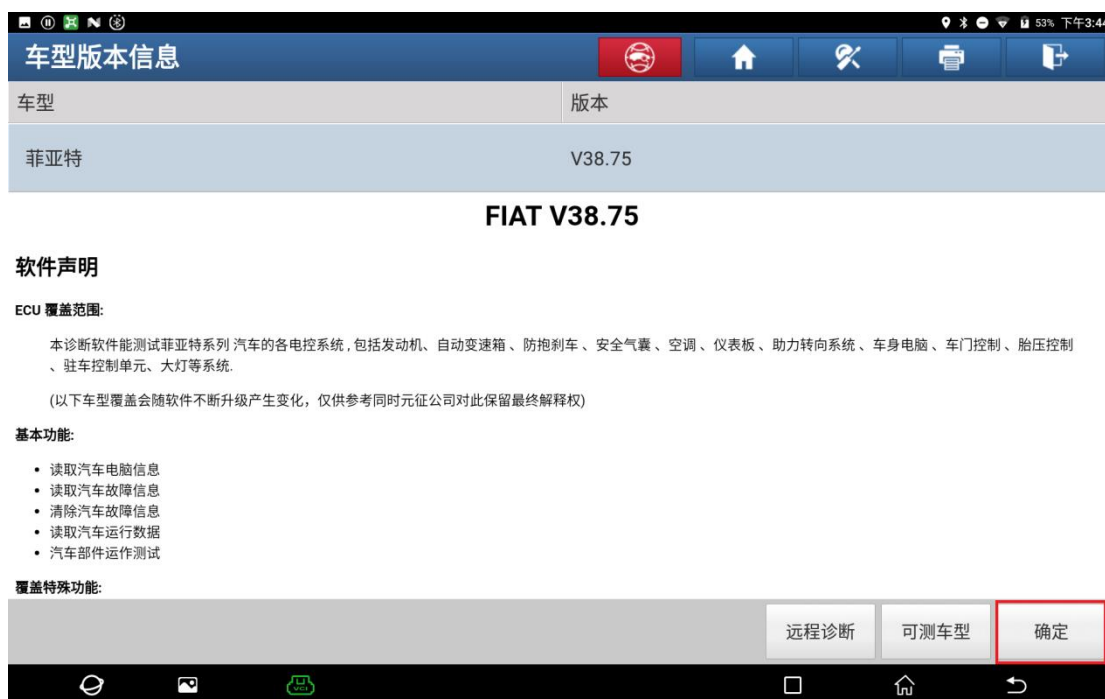 53% 下午3:44
车型版本信息
车型 版本
菲亚特 V38.75
FIAT V38.75
软件声明
ECU 覆盖范围:
本诊断软件能测试菲亚特系列 汽车的各电控系统 , 包括发动机、自动变速箱 、防抱刹车 、安全气囊 、空调 、仪表板 、助力转向系统 、车身电脑 、车门控制 、胎压控制
、驻车控制单元、大灯等系统.
(以下车型覆盖会随软件不断升级产生变化，仅供参考同时元征公司对此保留最终解释权)
基本功能:
• 读取汽车电脑信息
• 读取汽车故障信息
• 清除汽车故障信息
• 读取汽车运行数据
• 汽车部件运作测试
覆盖特殊功能:
远程诊断 可测车型 确定
VCI